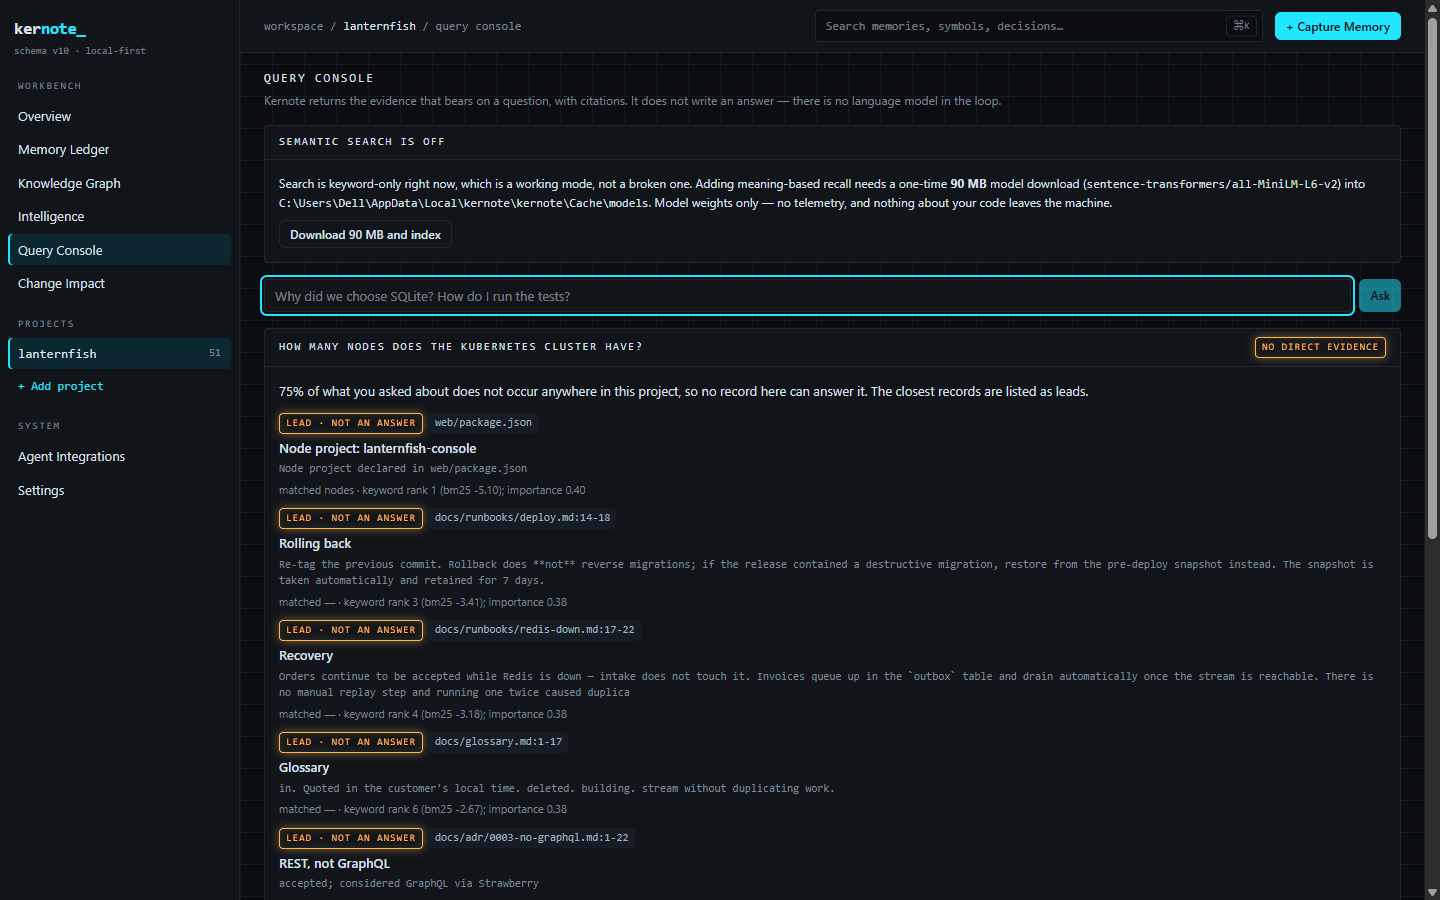 kernote_
schema v10 · local-first
WORKBENCH
Overview
Memory Ledger
Knowledge Graph
Intelligence
Query Console
Change Impact
PROJECTS
lanternfish 51
+ Add project
SYSTEM
Agent Integrations
Settings
workspace / lanternfish / query console
Search memories, symbols, decisions… ⌘K
+ Capture Memory
QUERY CONSOLE
Kernote returns the evidence that bears on a question, with citations. It does not write an answer — there is no language model in the loop.
SEMANTIC SEARCH IS OFF
Search is keyword-only right now, which is a working mode, not a broken one. Adding meaning-based recall needs a one-time 90 MB model download (sentence-transformers/all-MiniLM-L6-v2) into
C:\Users\Dell\AppData\Local\kernote\kernote\Cache\models. Model weights only — no telemetry, and nothing about your code leaves the machine.
Download 90 MB and index
Why did we choose SQLite? How do I run the tests?
Ask
HOW MANY NODES DOES THE KUBERNETES CLUSTER HAVE?
NO DIRECT EVIDENCE
75% of what you asked about does not occur anywhere in this project, so no record here can answer it. The closest records are listed as leads.
LEAD · NOT AN ANSWER web/package.json
Node project: lanternfish-console
Node project declared in web/package.json
matched nodes · keyword rank 1 (bm25 -5.10); importance 0.40
LEAD · NOT AN ANSWER docs/runbooks/deploy.md:14-18
Rolling back
Re-tag the previous commit. Rollback does **not** reverse migrations; if the release contained a destructive migration, restore from the pre-deploy snapshot instead. The snapshot is
taken automatically and retained for 7 days.
matched — · keyword rank 3 (bm25 -3.41); importance 0.38
LEAD · NOT AN ANSWER docs/runbooks/redis-down.md:17-22
Recovery
Orders continue to be accepted while Redis is down — intake does not touch it. Invoices queue up in the `outbox` table and drain automatically once the stream is reachable. There is
no manual replay step and running one twice caused duplica
matched — · keyword rank 4 (bm25 -3.18); importance 0.38
LEAD · NOT AN ANSWER docs/glossary.md:1-17
Glossary
in. Quoted in the customer's local time. deleted. building. stream without duplicating work.
matched — · keyword rank 6 (bm25 -2.67); importance 0.38
LEAD · NOT AN ANSWER docs/adr/0003-no-graphql.md:1-22
REST, not GraphQL
accepted; considered GraphQL via Strawberry